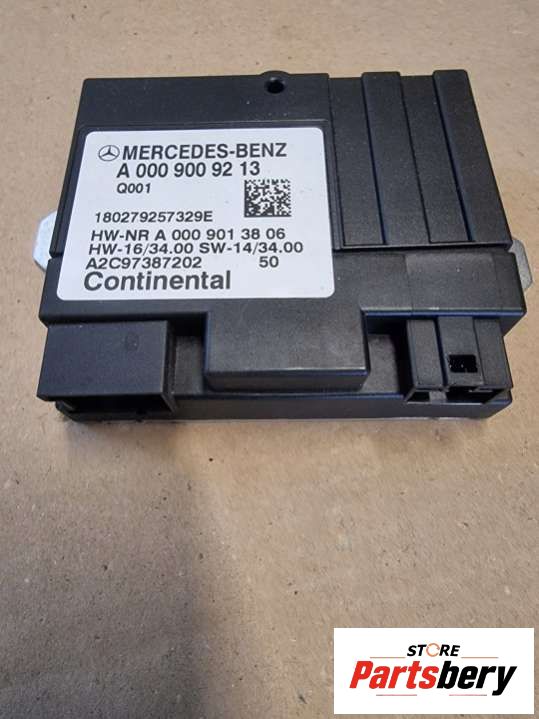 MERCEDES-BENZ
A 000 900 92 13
Q001
180279257329E
HW-NR A 000 901 38 06
HW-16/34.00 SW-14/34.00
A2C97387202 50
Continental
STORE
Partsbery